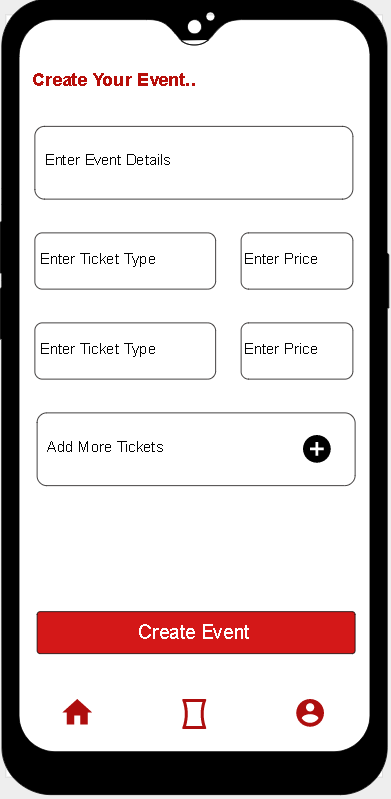 Create Your Event..
Enter Event Details
Enter Ticket Type
Enter Price
Enter Ticket Type
Enter Price
Add More Tickets
Create Event